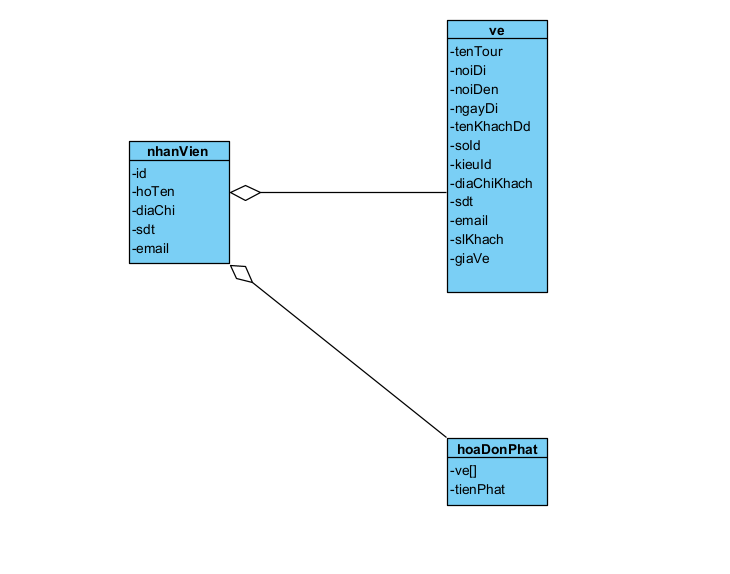 nhanVien
-id
-hoTen
-diaChi
-sdt
-email
ve
-tenTour
-noiDi
-noiDen
-ngayDi
-tenKhachDd
-soId
-kieuId
-diaChiKhach
-sdt
-email
-slKhach
-giaVe
hoaDonPhat
-ve[]
-tienPhat